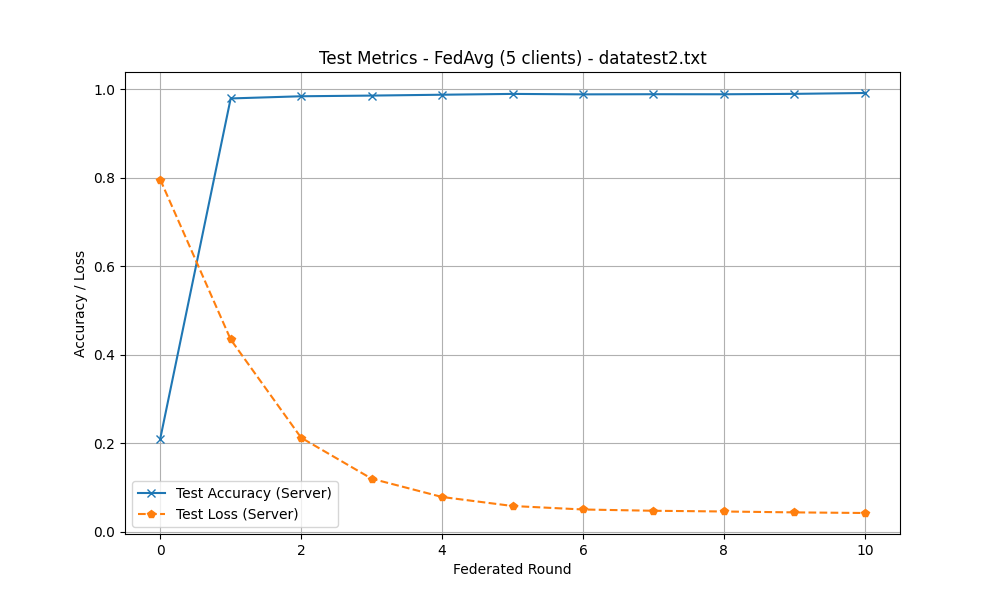 Test Metrics - FedAvg (5 clients) - datatest2.txt
Accuracy / Loss
1.0
0.8
0.6
0.4
0.2
0.0
Test Accuracy (Server)
Test Loss (Server)
0 2 4 6 8 10
Federated Round